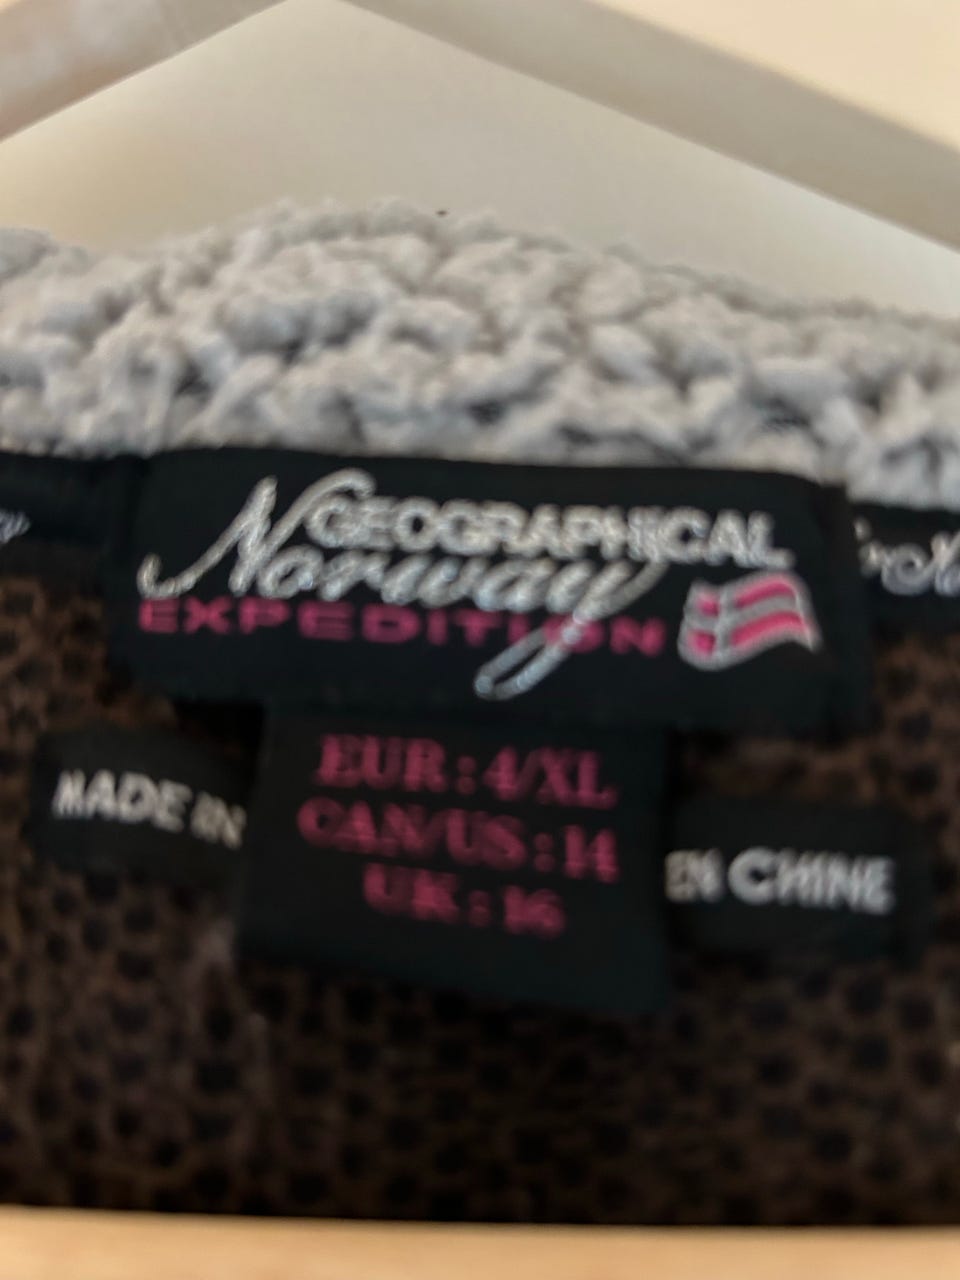 GEOGRAPHICAL
Norway
EXPEDITION
EUR : 4/XL
CAN/US : 14
UK : 16
MADE IN
EN CHINE